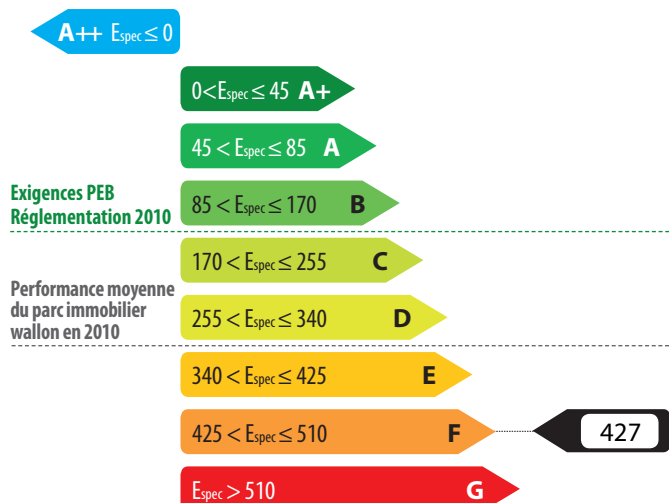 A++ Espec ≤ 0
0<Espec ≤ 45 A+
45 < Espec ≤ 85 A
Exigences PEB
Réglementation 2010
85 < Espec ≤ 170 B
170 < Espec ≤ 255 C
Performance moyenne
du parc immobilier
wallon en 2010
255 < Espec ≤ 340 D
340 < Espec ≤ 425 E
425 < Espec ≤ 510 F
427
Espec > 510 G